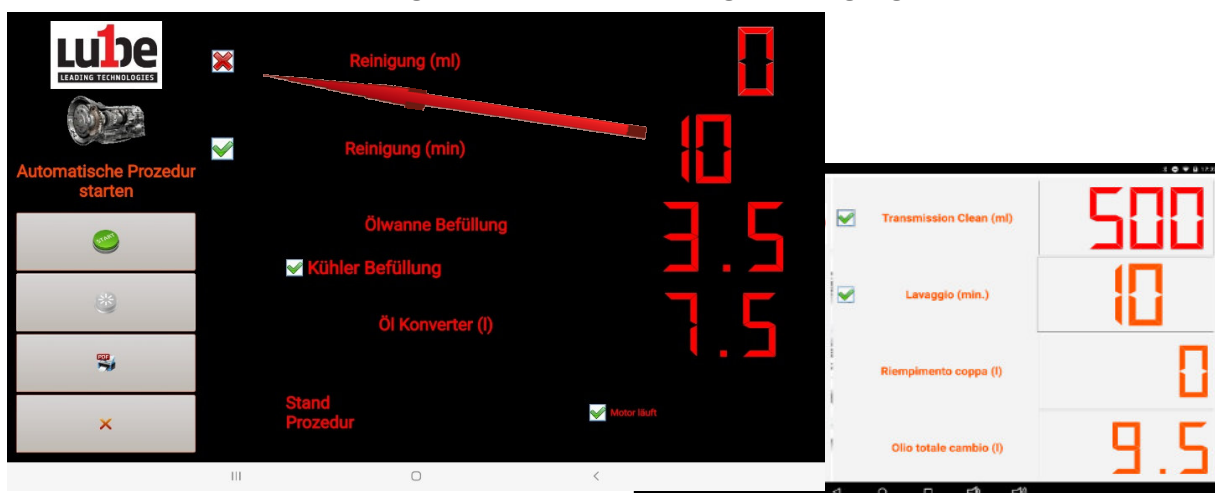 Lu1be
LEADING TECHNOLOGIES
Automatische Prozedur
starten
START
PDF
Reinigung (ml)
0
Reinigung (min)
10
Ölwanne Befüllung
3.5
Kühler Befüllung
Öl Konverter (l)
7.5
Stand
Prozedur
Motor läuft
Transmission Clean (ml)
500
Lavaggio (min.)
10
Riempimento coppa (l)
0
Olio totale cambio (l)
9.5